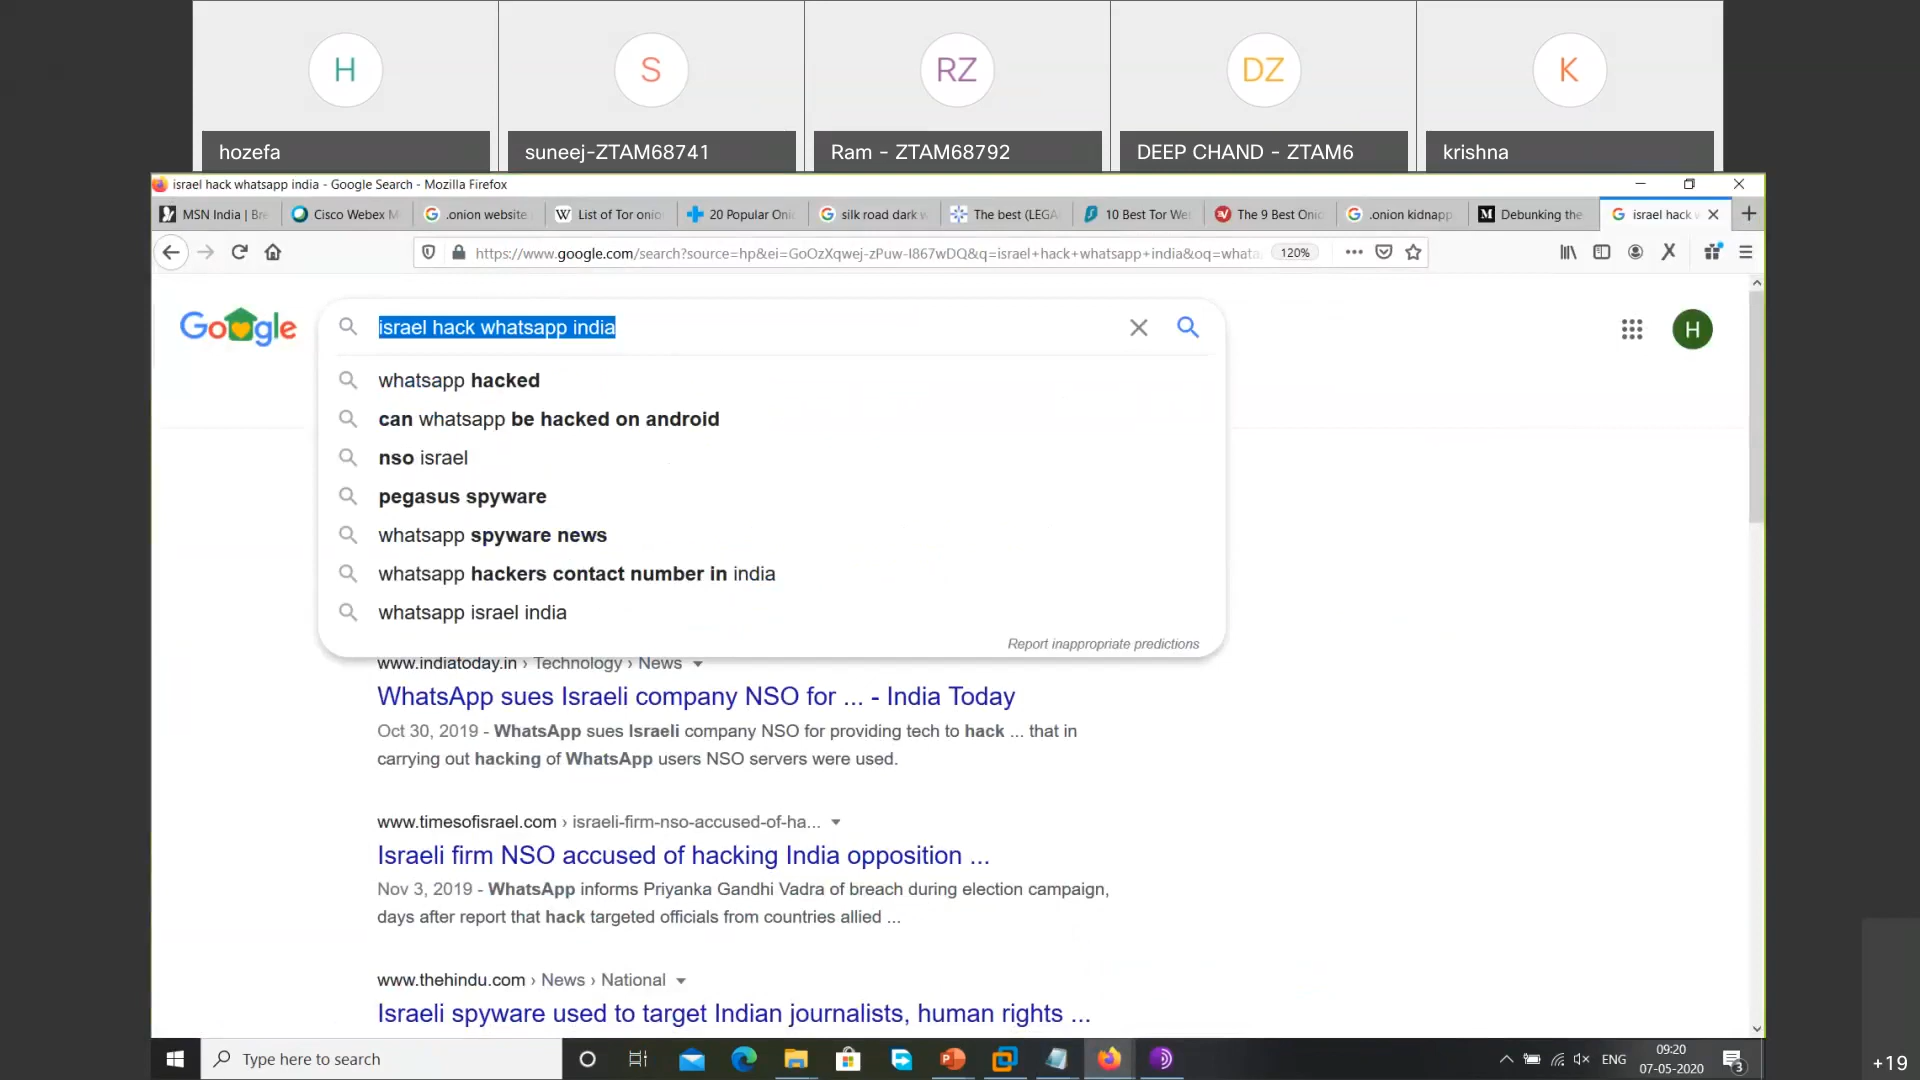 H
S
RZ
DZ
K
hozefa
suneej-ZTAM68741
Ram - ZTAM68792
DEEP CHAND - ZTAM6
krishna
israel hack whatsapp india - Google Search - Mozilla Firefox
MSN India | Bre
Cisco Webex M
.onion website
List of Tor onio
20 Popular Oni
silk road dark w
The best (LEGA
10 Best Tor We
The 9 Best Onio
.onion kidnapp
Debunking the
israel hack w
https://www.google.com/search?source=hp&ei=GoOzXqwej-zPuw-I867wDQ&q=israel+hack+whatsapp+india&oq=whatsa
120%
Google
israel hack whatsapp india
H
whatsapp hacked
can whatsapp be hacked on android
nso israel
pegasus spyware
whatsapp spyware news
whatsapp hackers contact number in india
whatsapp israel india
Report inappropriate predictions
www.indiatoday.in › Technology › News
WhatsApp sues Israeli company NSO for ... - India Today
Oct 30, 2019 - WhatsApp sues Israeli company NSO for providing tech to hack ... that in
carrying out hacking of WhatsApp users NSO servers were used.
www.timesofisrael.com › israeli-firm-nso-accused-of-ha...
Israeli firm NSO accused of hacking India opposition ...
Nov 3, 2019 - WhatsApp informs Priyanka Gandhi Vadra of breach during election campaign,
days after report that hack targeted officials from countries allied ...
www.thehindu.com › News › National
Israeli spyware used to target Indian journalists, human rights ...
Type here to search
ENG
09:20
07-05-2020
3
+19